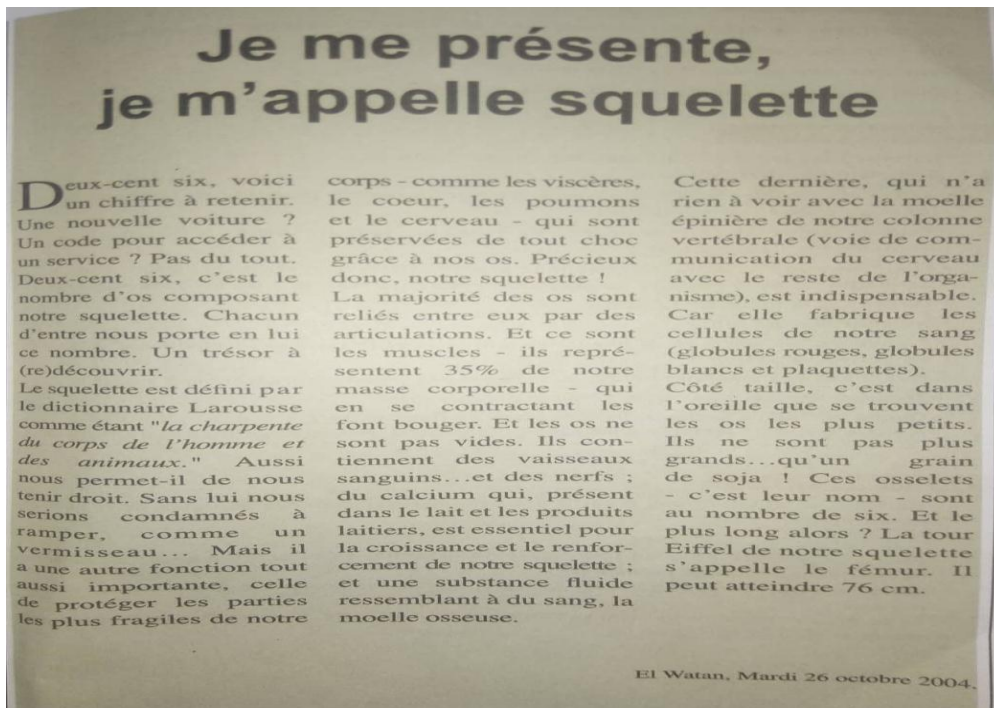 Je me présente,
je m'appelle squelette
Deux-cent six, voici
un chiffre à retenir.
Une nouvelle voiture ?
Un code pour accéder à
un service ? Pas du tout.
Deux-cent six, c'est le
nombre d'os composant
notre squelette. Chacun
d'entre nous porte en lui
ce nombre. Un trésor à
(re)découvrir.
Le squelette est défini par
le dictionnaire Larousse
comme étant "la charpente
du corps de l'homme et
des animaux." Aussi
nous permet-il de nous
tenir droit. Sans lui nous
serions condamnés à
ramper, comme un
vermisseau... Mais il
a une autre fonction tout
aussi importante, celle
de protéger les parties
les plus fragiles de notre
corps - comme les viscères,
le coeur, les poumons
et le cerveau - qui sont
préservées de tout choc
grâce à nos os. Précieux
donc, notre squelette !
La majorité des os sont
reliés entre eux par des
articulations. Et ce sont
les muscles - ils repré-
sentent 35% de notre
masse corporelle - qui
en se contractant les
font bouger. Et les os ne
sont pas vides. Ils con-
tiennent des vaisseaux
sanguins...et des nerfs ;
du calcium qui, présent
dans le lait et les produits
laitiers, est essentiel pour
la croissance et le renfor-
cement de notre squelette ;
et une substance fluide
ressemblant à du sang, la
moelle osseuse.
Cette dernière, qui n'a
rien à voir avec la moelle
épinière de notre colonne
vertébrale (voie de com-
munication du cerveau
avec le reste de l'orga-
nisme), est indispensable.
Car elle fabrique les
cellules de notre sang
(globules rouges, globules
blancs et plaquettes).
Côté taille, c'est dans
l'oreille que se trouvent
les os les plus petits.
Ils ne sont pas plus
grands...qu'un grain
de soja ! Ces osselets
- c'est leur nom - sont
au nombre de six. Et le
plus long alors ? La tour
Eiffel de notre squelette
s'appelle le fémur. Il
peut atteindre 76 cm.
El Watan, Mardi 26 octobre 2004.